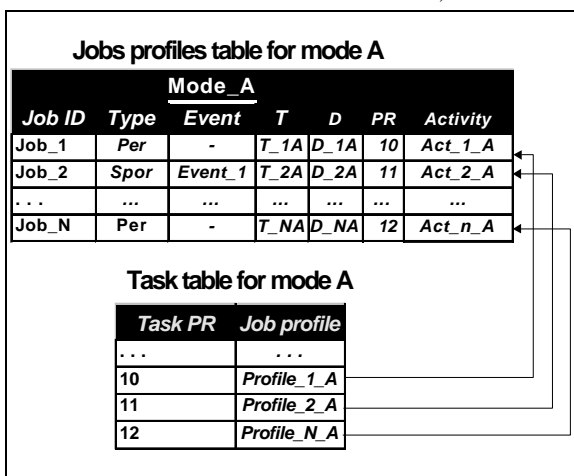 Jobs profiles table for mode A
Mode_A
Job ID Type Event T D PR Activity
Job_1 Per - T_1A D_1A 10 Act_1_A
Job_2 Spor Event_1 T_2A D_2A 11 Act_2_A
. . . ... ... ... ... ... ...
Job_N Per - T_NA D_NA 12 Act_n_A
Task table for mode A
Task PR Job profile
. . . . . .
10 Profile_1_A
11 Profile_2_A
12 Profile_N_A